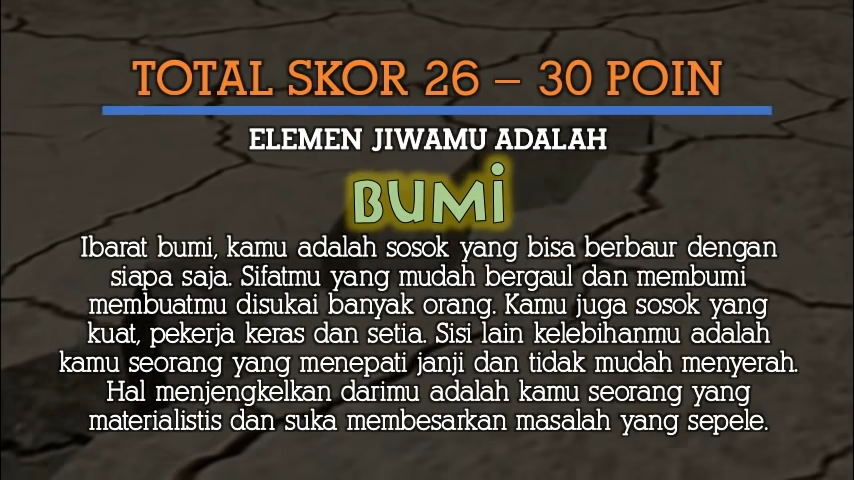 TOTAL SKOR 26 – 30 POIN
ELEMEN JIWAMU ADALAH
BUMI
Ibarat bumi, kamu adalah sosok yang bisa berbaur dengan
siapa saja. Sifatmu yang mudah bergaul dan membumi
membuatmu disukai banyak orang. Kamu juga sosok yang
kuat, pekerja keras dan setia. Sisi lain kelebihanmu adalah
kamu seorang yang menepati janji dan tidak mudah menyerah.
Hal menjengkelkan darimu adalah kamu seorang yang
materialistis dan suka membesarkan masalah yang sepele.